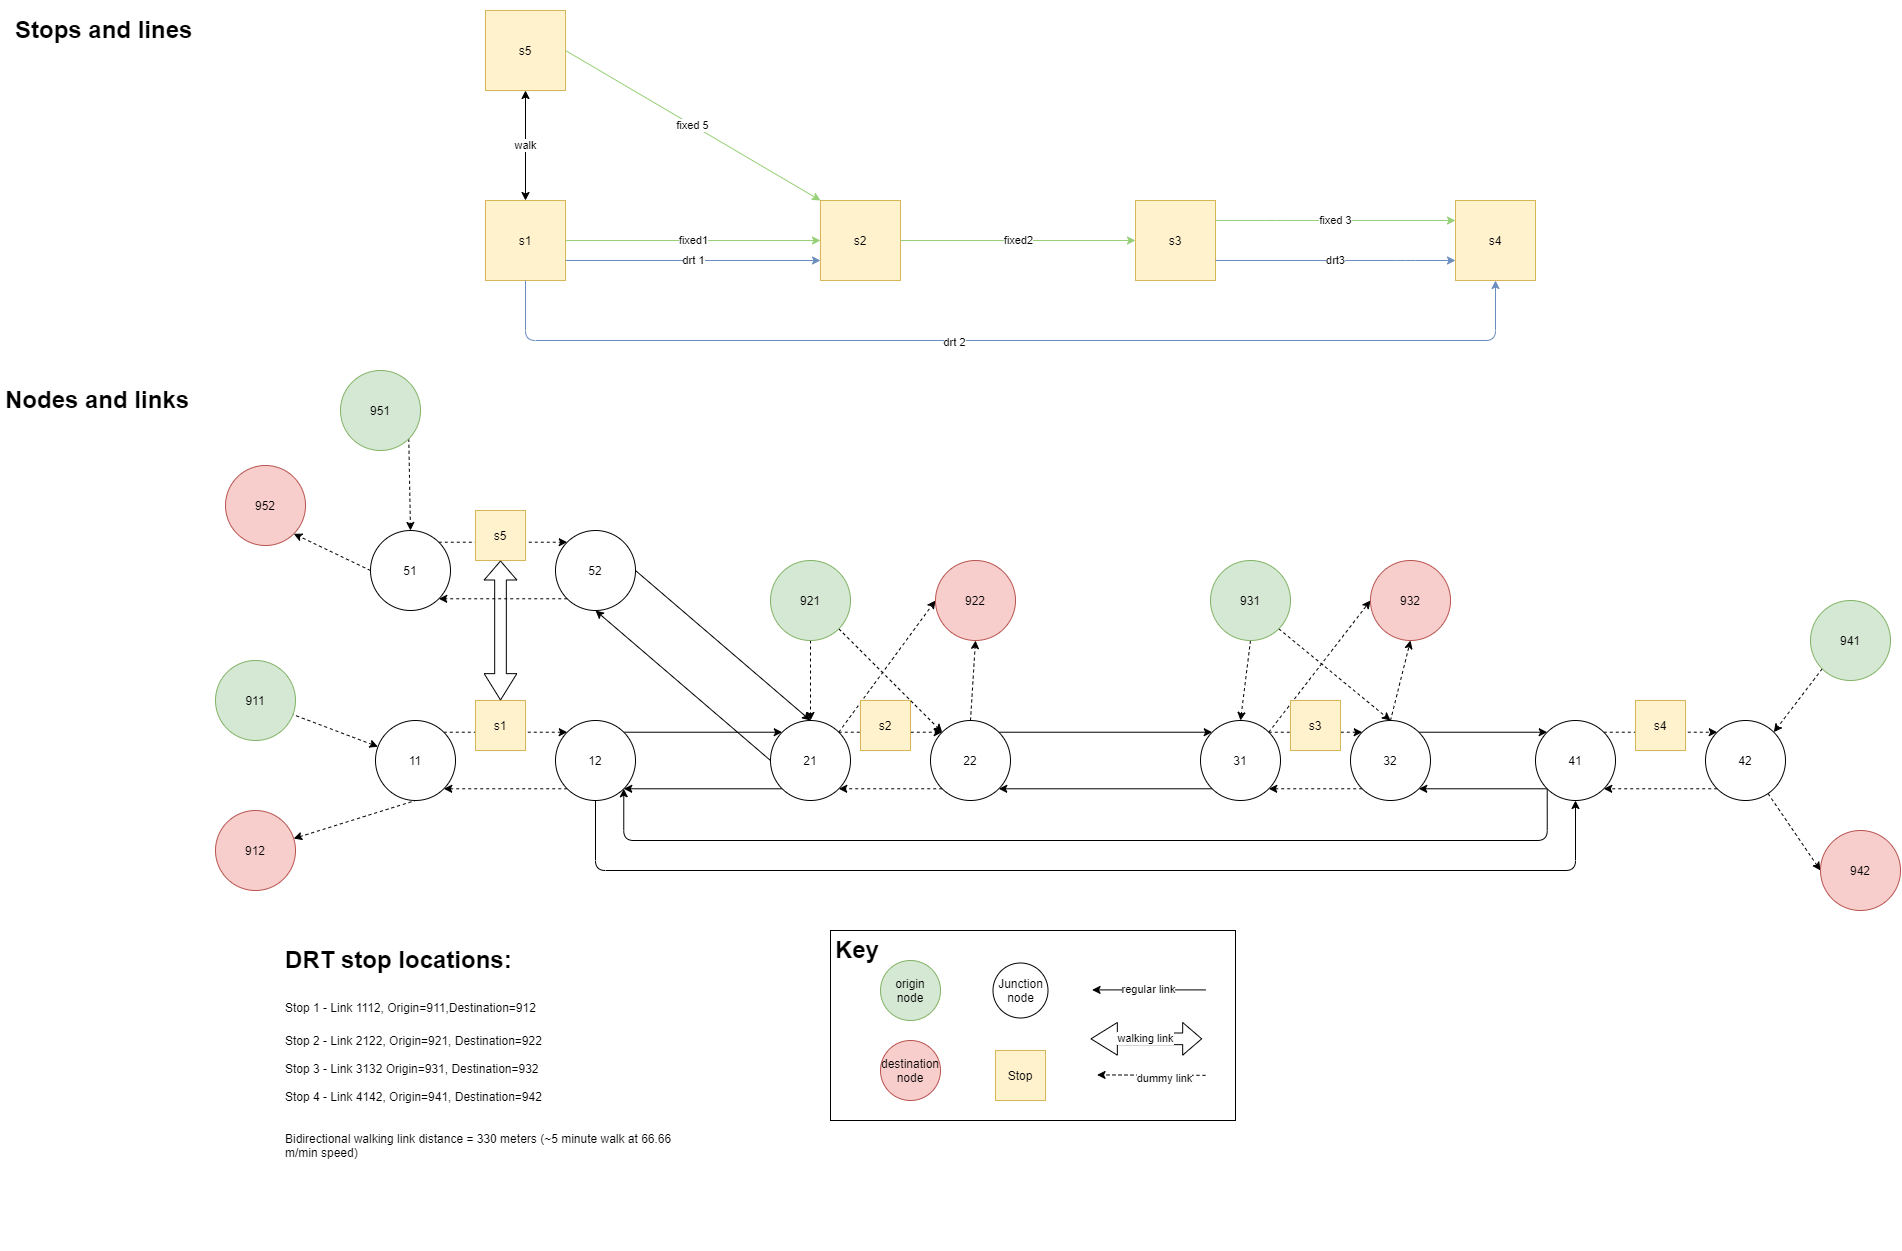 Stops and lines
s5
fixed 5
walk
s1
fixed1
drt 1
s2
fixed2
s3
fixed 3
drt3
s4
drt 2
Nodes and links
951
952
s5
51
52
921
922
931
932
941
911
s1
s2
s3
s4
11
12
21
22
31
32
41
42
912
942
DRT stop locations:
Stop 1 - Link 1112, Origin=911,Destination=912
Stop 2 - Link 2122, Origin=921, Destination=922
Stop 3 - Link 3132 Origin=931, Destination=932
Stop 4 - Link 4142, Origin=941, Destination=942
Bidirectional walking link distance = 330 meters (~5 minute walk at 66.66
m/min speed)
Key
origin
node
Junction
node
regular link
walking link
destination
node
Stop
dummy link